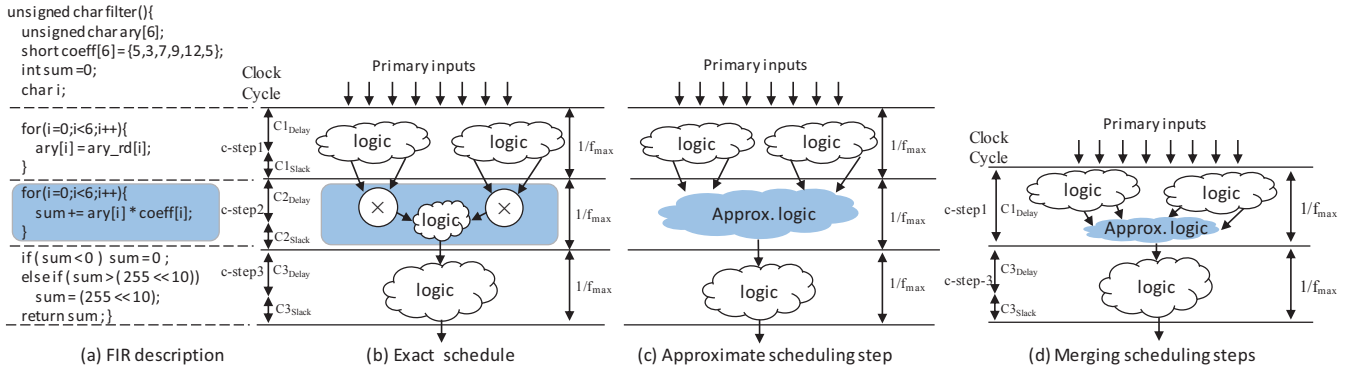 unsigned char filter(){
unsigned char ary[6];
short coeff[6]={5,3,7,9,12,5};
int sum=0;
char i;
for(i=0;i<6;i++){
ary[i]=ary_rd[i];
}
for(i=0;i<6;i++){
sum += ary[i] * coeff[i];
}
if ( sum<0 ) sum=0 ;
else if ( sum>( 255 <<10))
sum= (255 <<10);
return sum ; }
(a) FIR description
Clock
Cycle
Primary inputs
c-step1
C1Delay
C1Slack
logic
logic
1/fmax
c-step2
C2Delay
C2Slack
×
logic
×
1/fmax
c-step3
C3Delay
C3Slack
logic
1/fmax
(b) Exact schedule
Primary inputs
logic
logic
1/fmax
Approx. logic
1/fmax
logic
1/fmax
(c) Approximate scheduling step
Clock
Cycle
Primary inputs
c-step1
C1Delay
logic
logic
Approx. logic
1/fmax
c-step-3
C3Delay
C3Slack
logic
1/fmax
(d) Merging scheduling steps